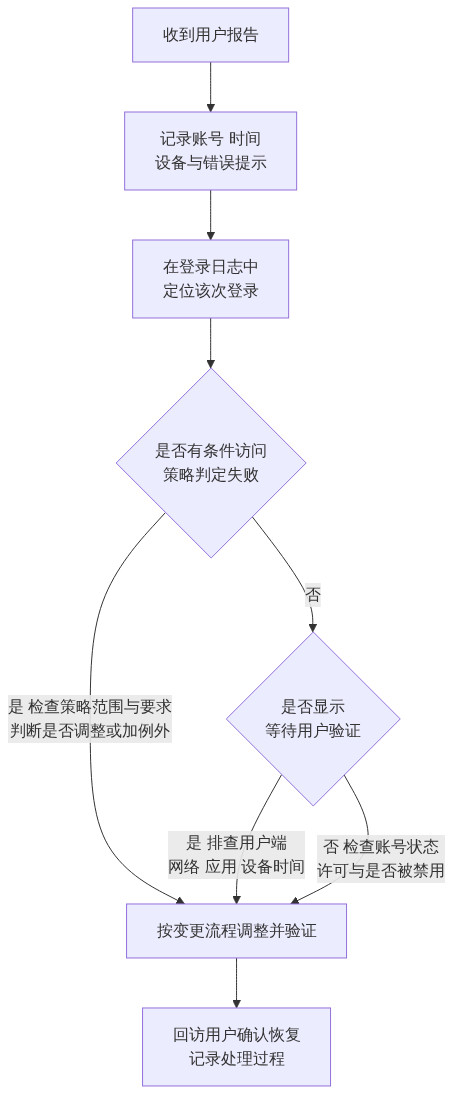 收到用户报告
记录账号 时间
设备与错误提示
在登录日志中
定位该次登录
是否有条件访问
策略判定失败
否
是 检查策略范围与要求
判断是否调整或加例外
是否显示
等待用户验证
是 排查用户端
网络 应用 设备时间
否 检查账号状态
许可与是否被禁用
按变更流程调整并验证
回访用户确认恢复
记录处理过程